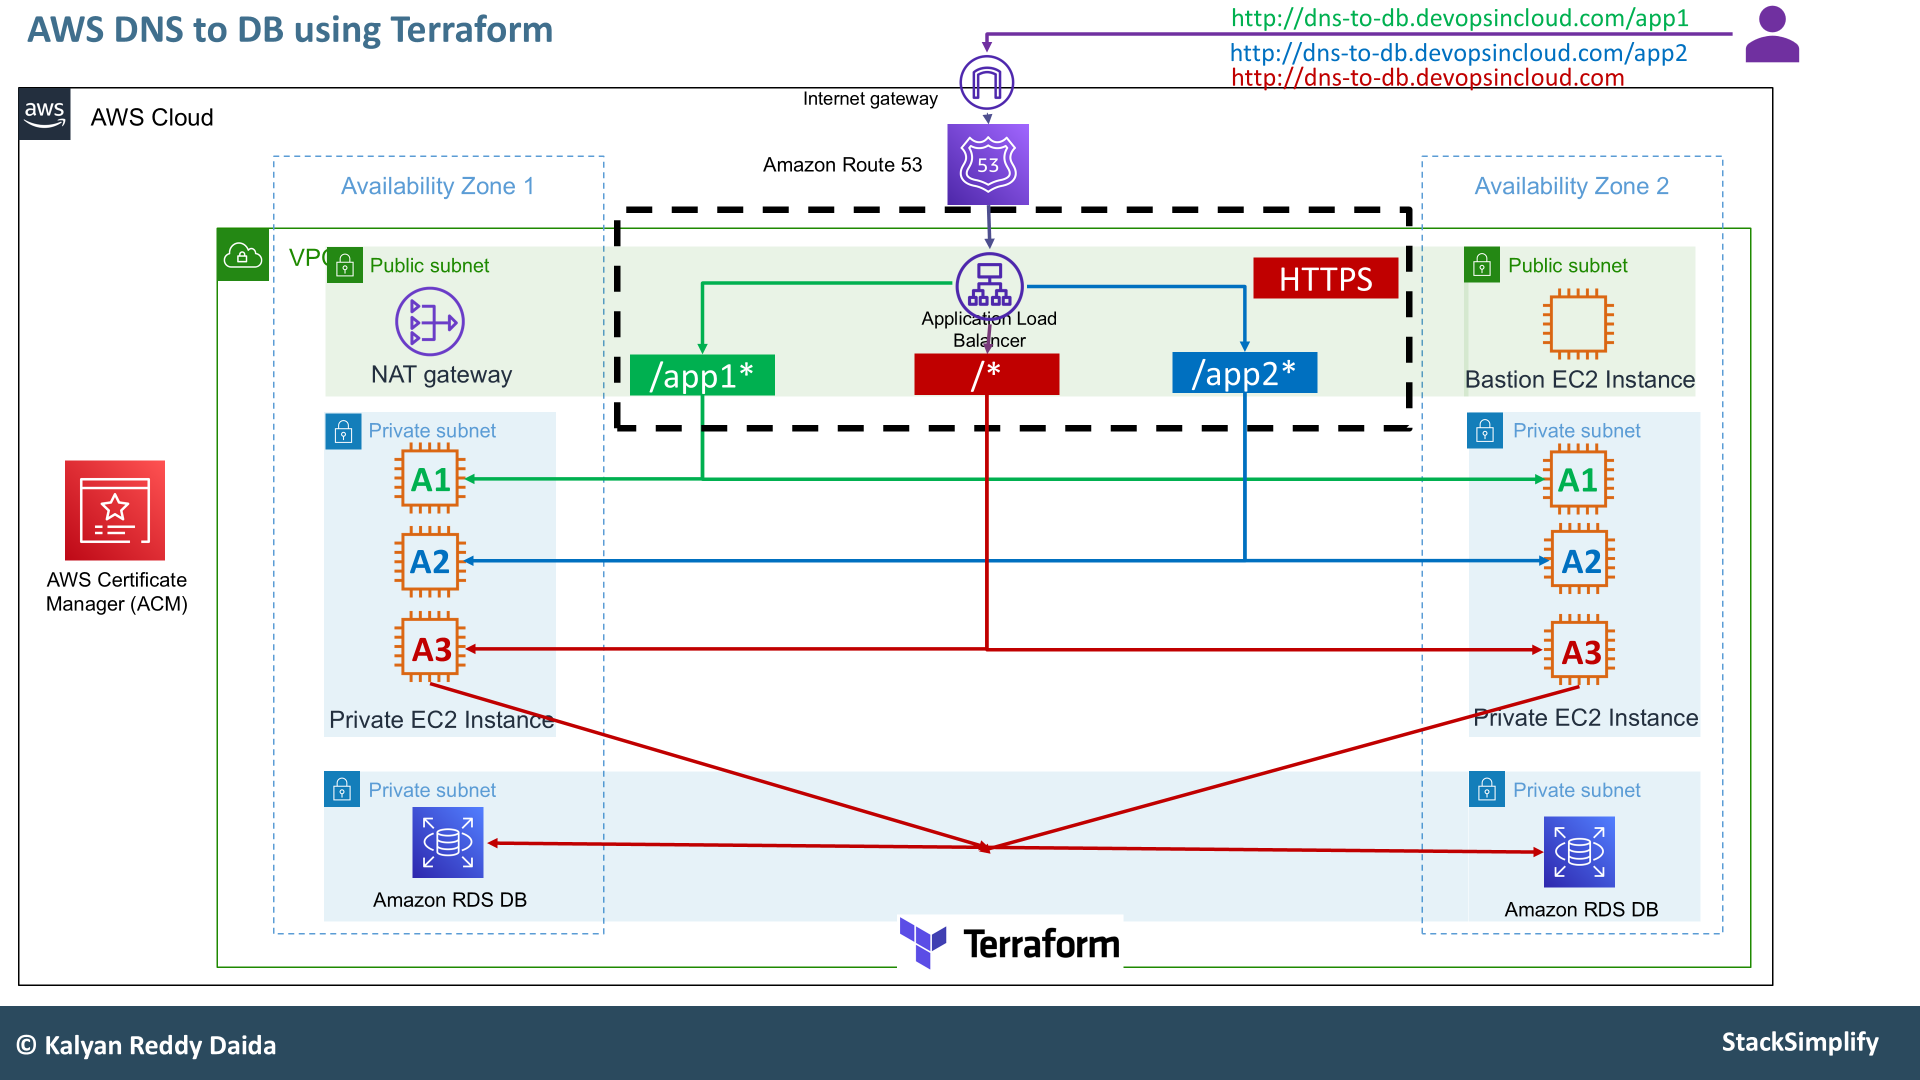 AWS DNS to DB using Terraform
http://dns-to-db.devopsincloud.com/app1
http://dns-to-db.devopsincloud.com/app2
http://dns-to-db.devopsincloud.com
aws
AWS Cloud
Internet gateway
Amazon Route 53
53
Availability Zone 1
Availability Zone 2
VPC
Public subnet
NAT gateway
Application Load
Balancer
HTTPS
Public subnet
Bastion EC2 Instance
/app1*
/*
/app2*
Private subnet
A1
A2
A3
Private EC2 Instance
Private subnet
A1
A2
A3
Private EC2 Instance
AWS Certificate
Manager (ACM)
Private subnet
Amazon RDS DB
Private subnet
Amazon RDS DB
Terraform
© Kalyan Reddy Daida
StackSimplify